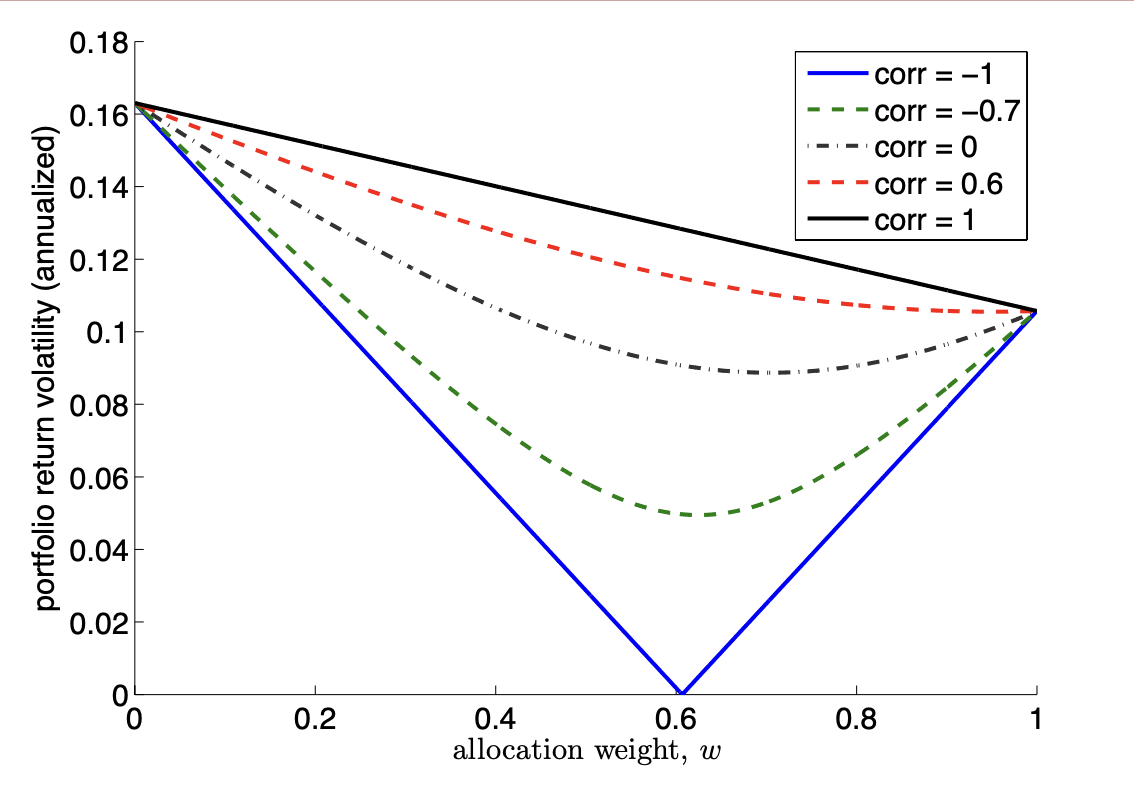 0.18
0.16
0.14
0.12
0.1
0.08
0.06
0.04
0.02
0
portfolio return volatility (annualized)
corr = −1
corr = −0.7
corr = 0
corr = 0.6
corr = 1
0 0.2 0.4 0.6 0.8 1
allocation weight, w